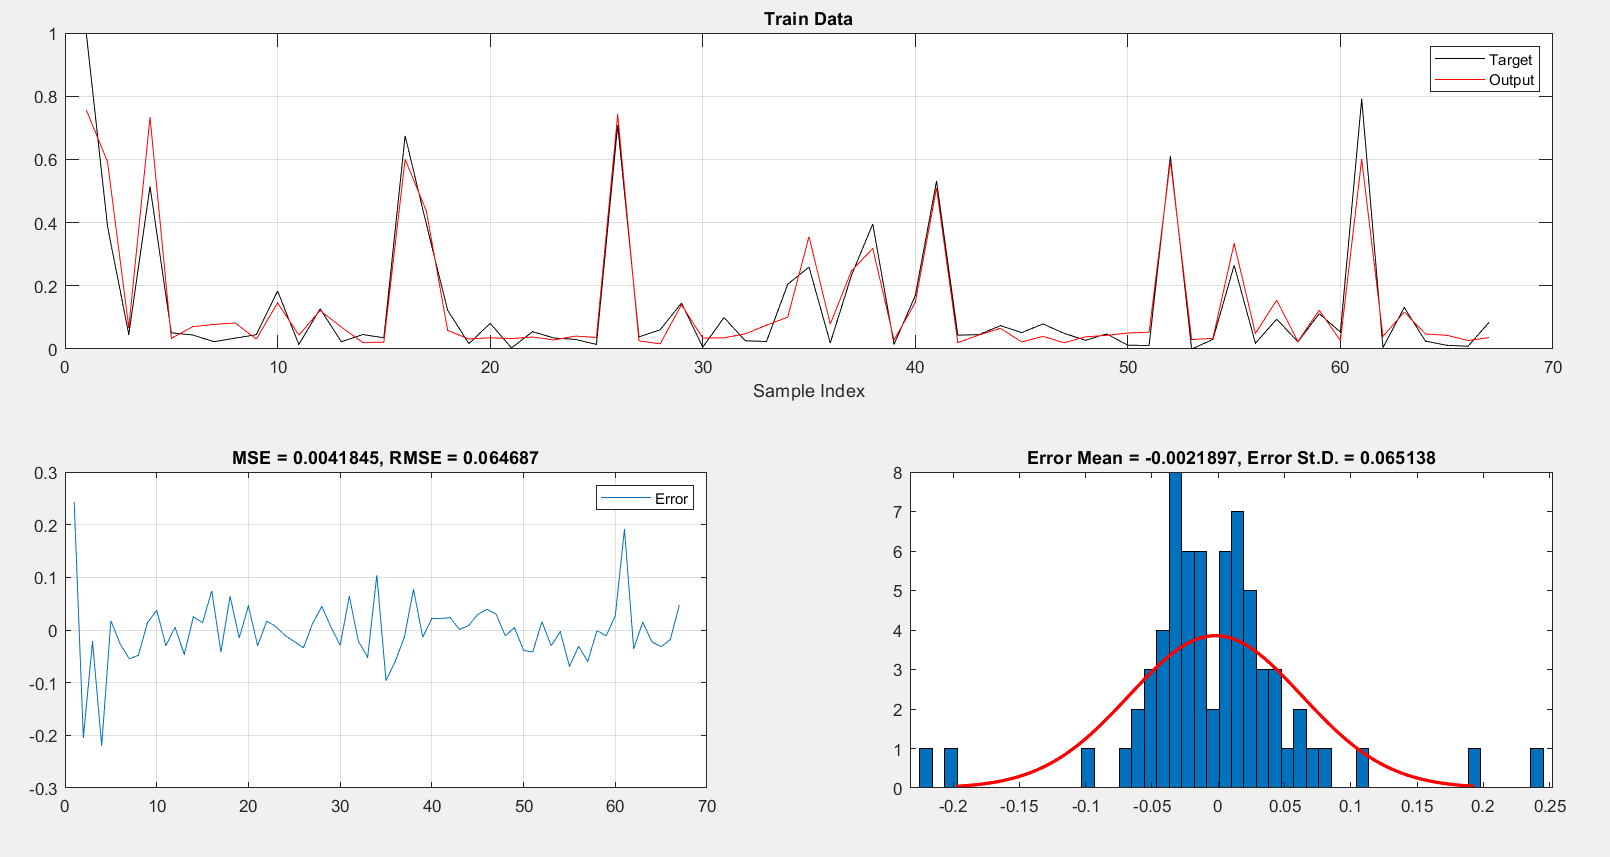 Train Data
1
0.8
0.6
0.4
0.2
0
Target
Output
0 10 20 30 40 50 60 70
Sample Index
MSE = 0.0041845, RMSE = 0.064687
0.3
0.2
0.1
0
-0.1
-0.2
-0.3
Error
0 10 20 30 40 50 60 70
Error Mean = -0.0021897, Error St.D. = 0.065138
8
7
6
5
4
3
2
1
0
-0.2 -0.15 -0.1 -0.05 0 0.05 0.1 0.15 0.2 0.25